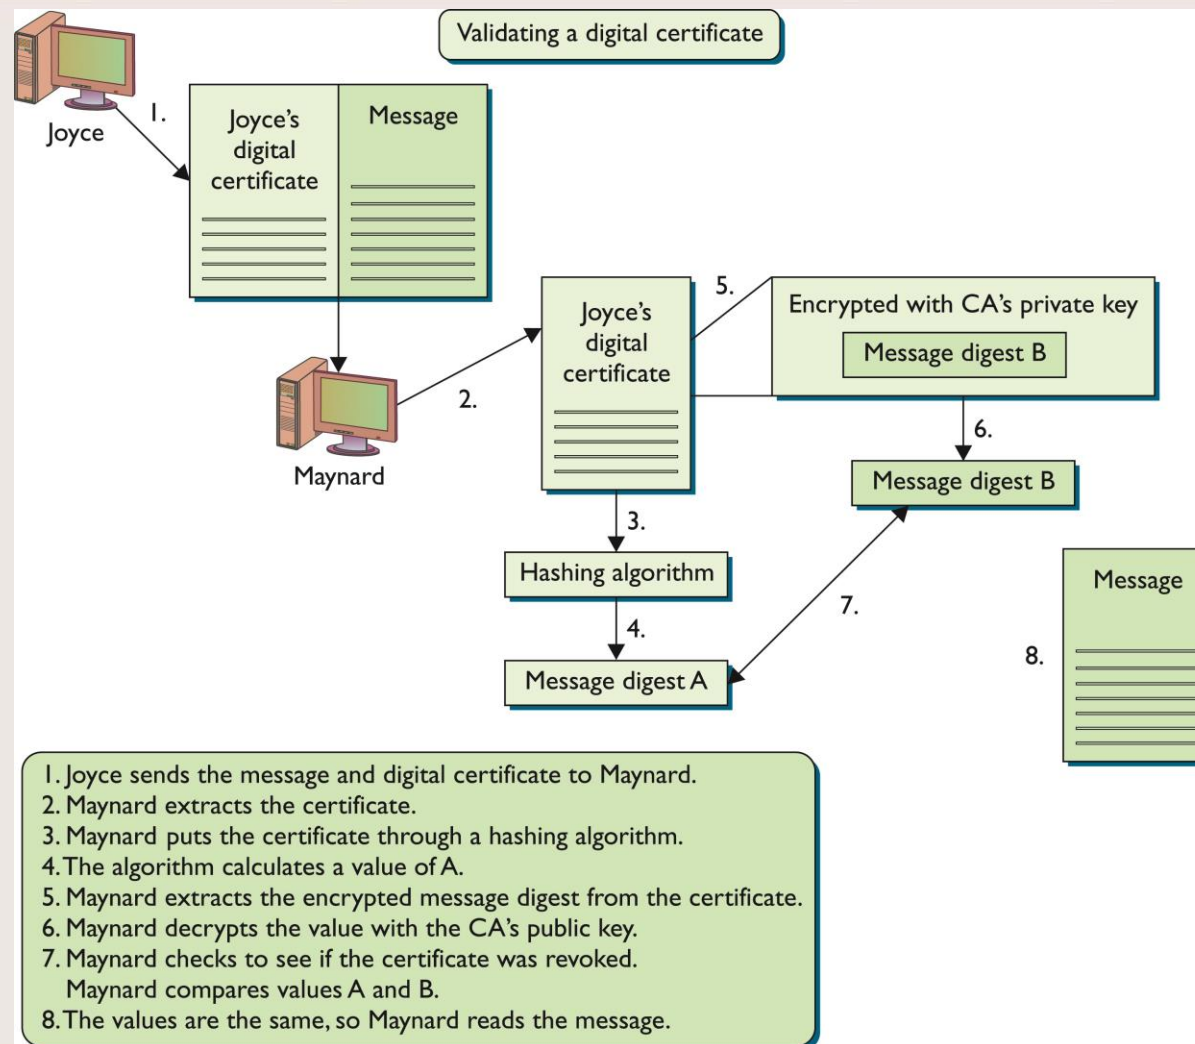 Validating a digital certificate
Joyce
1.
Joyce's
digital
certificate
Message
Maynard
2.
Joyce's
digital
certificate
5.
Encrypted with CA's private key
Message digest B
6.
Message digest B
3.
Hashing algorithm
4.
Message digest A
7.
8.
Message
1. Joyce sends the message and digital certificate to Maynard.
2. Maynard extracts the certificate.
3. Maynard puts the certificate through a hashing algorithm.
4. The algorithm calculates a value of A.
5. Maynard extracts the encrypted message digest from the certificate.
6. Maynard decrypts the value with the CA's public key.
7. Maynard checks to see if the certificate was revoked.
Maynard compares values A and B.
8. The values are the same, so Maynard reads the message.